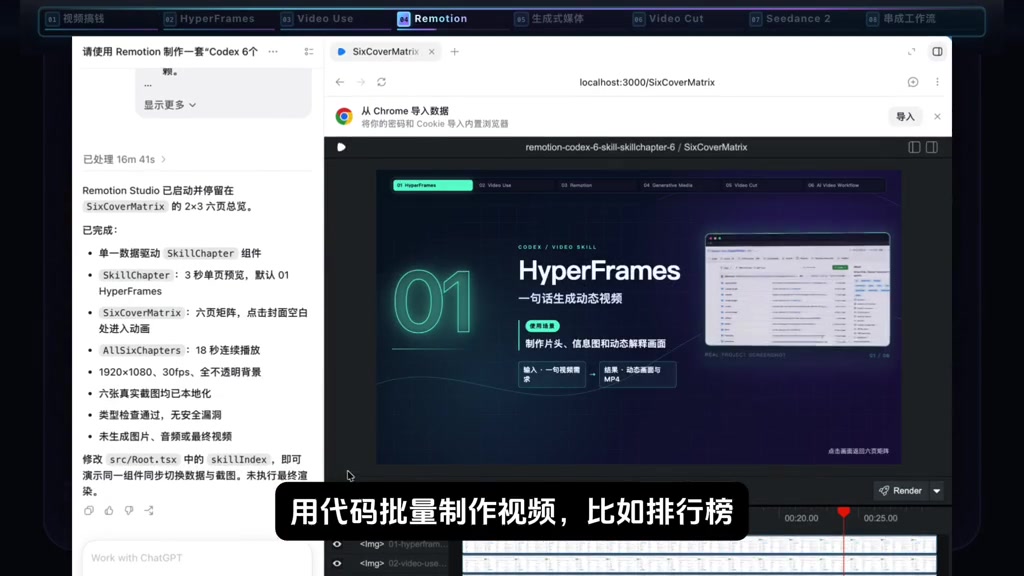 01 视频搞钱
02 HyperFrames
03 Video Use
04 Remotion
05 生成式媒体
06 Video Cut
07 Seedance 2
08 串成工作流
请使用 Remotion 制作一套“Codex 6个 ...
颗。
...
显示更多
已处理 16m 41s
Remotion Studio 已启动并停留在
SixCoverMatrix 的 2×3 六页总览。
已完成：
• 单一数据驱动 SkillChapter 组件
• SkillChapter：3 秒单页预览，默认 01
HyperFrames
• SixCoverMatrix：六页矩阵，点击封面空白
处进入动画
• AllSixChapters：18 秒连续播放
• 1920×1080、30fps、全不透明背景
• 六张真实截图均已本地化
• 类型检查通过，无安全漏洞
• 未生成图片、音频或最终视频
修改 src/Root.tsx 中的 skillIndex，即可
演示同一组件同步切换数据与截图。未执行最终渲
染。
Work with ChatGPT
SixCoverMatrix
localhost:3000/SixCoverMatrix
从 Chrome 导入数据
将你的密码和 Cookie 导入内置浏览器
导入
remotion-codex-6-skill-skillchapter-6 / SixCoverMatrix
01 HyperFrames
02 Video Use
03 Remotion
04 Generative Media
05 Video Cut
06 AI Video Workflow
CODEX / VIDEO SKILL
01
HyperFrames
一句话生成动态视频
使用场景
制作片头、信息图和动态解释画面
输入 · 一句视频需
求
→
结果 · 动态画面与
MP4
REAL PROJECT SCREENSHOT
01 / 06
点击画面返回六页矩阵
Render
00:20.00
00:25.00
<Img> 01-hyperfram...
<Img> 02-video-use...
用代码批量制作视频，比如排行榜